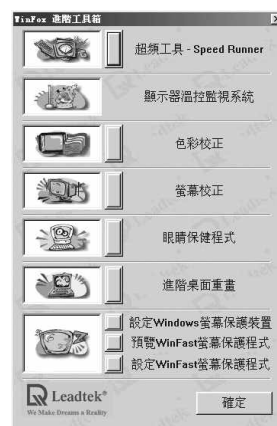 WinFox 進階工具箱
超頻工具 - Speed Runner
顯示器溫控監視系統
色彩校正
螢幕校正
眼睛保健程式
進階桌面重畫
設定Windows螢幕保護裝置
預覽WinFast螢幕保護程式
設定WinFast螢幕保護程式
Leadtek®
We Make Dreams a Reality
確定